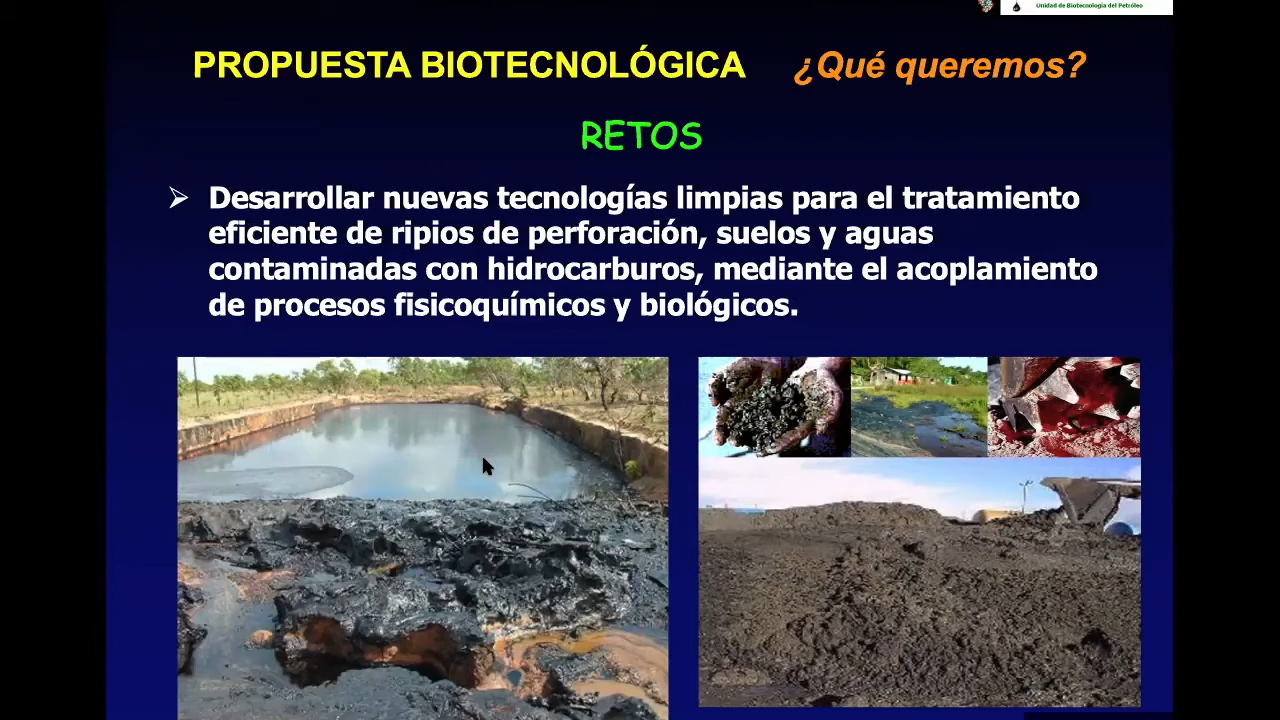 Unidad de Biotecnología del Petróleo
PROPUESTA BIOTECNOLÓGICA ¿Qué queremos?
RETOS
Desarrollar nuevas tecnologías limpias para el tratamiento
eficiente de ripios de perforación, suelos y aguas
contaminadas con hidrocarburos, mediante el acoplamiento
de procesos fisicoquímicos y biológicos.